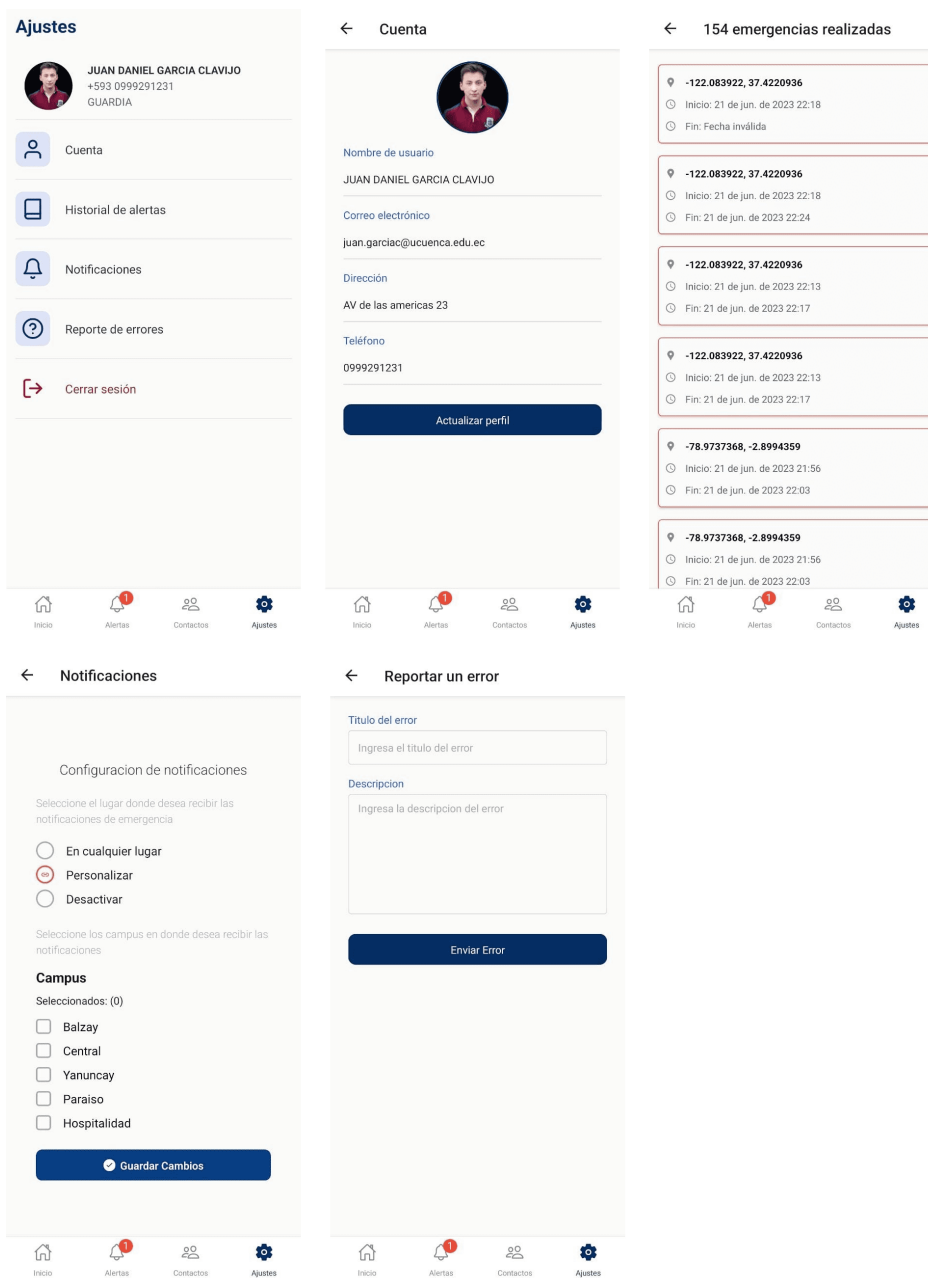 Ajustes
JUAN DANIEL GARCIA CLAVIJO
+593 0999291231
GUARDIA
Cuenta
Historial de alertas
Notificaciones
Reporte de errores
Cerrar sesión
Inicio
1
Alertas
Contactos
Ajustes
Cuenta
Nombre de usuario
JUAN DANIEL GARCIA CLAVIJO
Correo electrónico
juan.garciac@ucuenca.edu.ec
Dirección
AV de las americas 23
Teléfono
0999291231
Actualizar perfil
Inicio
1
Alertas
Contactos
Ajustes
154 emergencias realizadas
-122.083922, 37.4220936
Inicio: 21 de jun. de 2023 22:18
Fin: Fecha inválida
-122.083922, 37.4220936
Inicio: 21 de jun. de 2023 22:18
Fin: 21 de jun. de 2023 22:24
-122.083922, 37.4220936
Inicio: 21 de jun. de 2023 22:13
Fin: 21 de jun. de 2023 22:17
-122.083922, 37.4220936
Inicio: 21 de jun. de 2023 22:13
Fin: 21 de jun. de 2023 22:17
-78.9737368, -2.8994359
Inicio: 21 de jun. de 2023 21:56
Fin: 21 de jun. de 2023 22:03
-78.9737368, -2.8994359
Inicio: 21 de jun. de 2023 21:56
Fin: 21 de jun. de 2023 22:03
Inicio
1
Alertas
Contactos
Ajustes
Notificaciones
Configuracion de notificaciones
Seleccione el lugar donde desea recibir las
notificaciones de emergencia
En cualquier lugar
Personalizar
Desactivar
Seleccione los campus en donde desea recibir las
notificaciones
Campus
Seleccionados: (0)
Balzay
Central
Yanuncay
Paraiso
Hospitalidad
Guardar Cambios
Inicio
1
Alertas
Contactos
Ajustes
Reportar un error
Titulo del error
Ingresa el titulo del error
Descripcion
Ingresa la descripcion del error
Enviar Error
Inicio
1
Alertas
Contactos
Ajustes